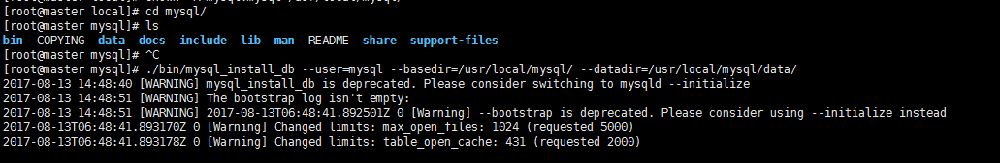 [root@master local]# cd mysql/
[root@master mysql]# ls
bin COPYING data docs include lib man README share support-files
[root@master mysql]# ^C
[root@master mysql]# ./bin/mysql_install_db --user=mysql --basedir=/usr/local/mysql/ --datadir=/usr/local/mysql/data/
2017-08-13 14:48:40 [WARNING] mysql_install_db is deprecated. Please consider switching to mysqld --initialize
2017-08-13 14:48:51 [WARNING] The bootstrap log isn't empty:
2017-08-13 14:48:51 [WARNING] 2017-08-13T06:48:41.892501Z 0 [Warning] --bootstrap is deprecated. Please consider using --initialize instead
2017-08-13T06:48:41.893170Z 0 [Warning] Changed limits: max_open_files: 1024 (requested 5000)
2017-08-13T06:48:41.893178Z 0 [Warning] Changed limits: table_open_cache: 431 (requested 2000)